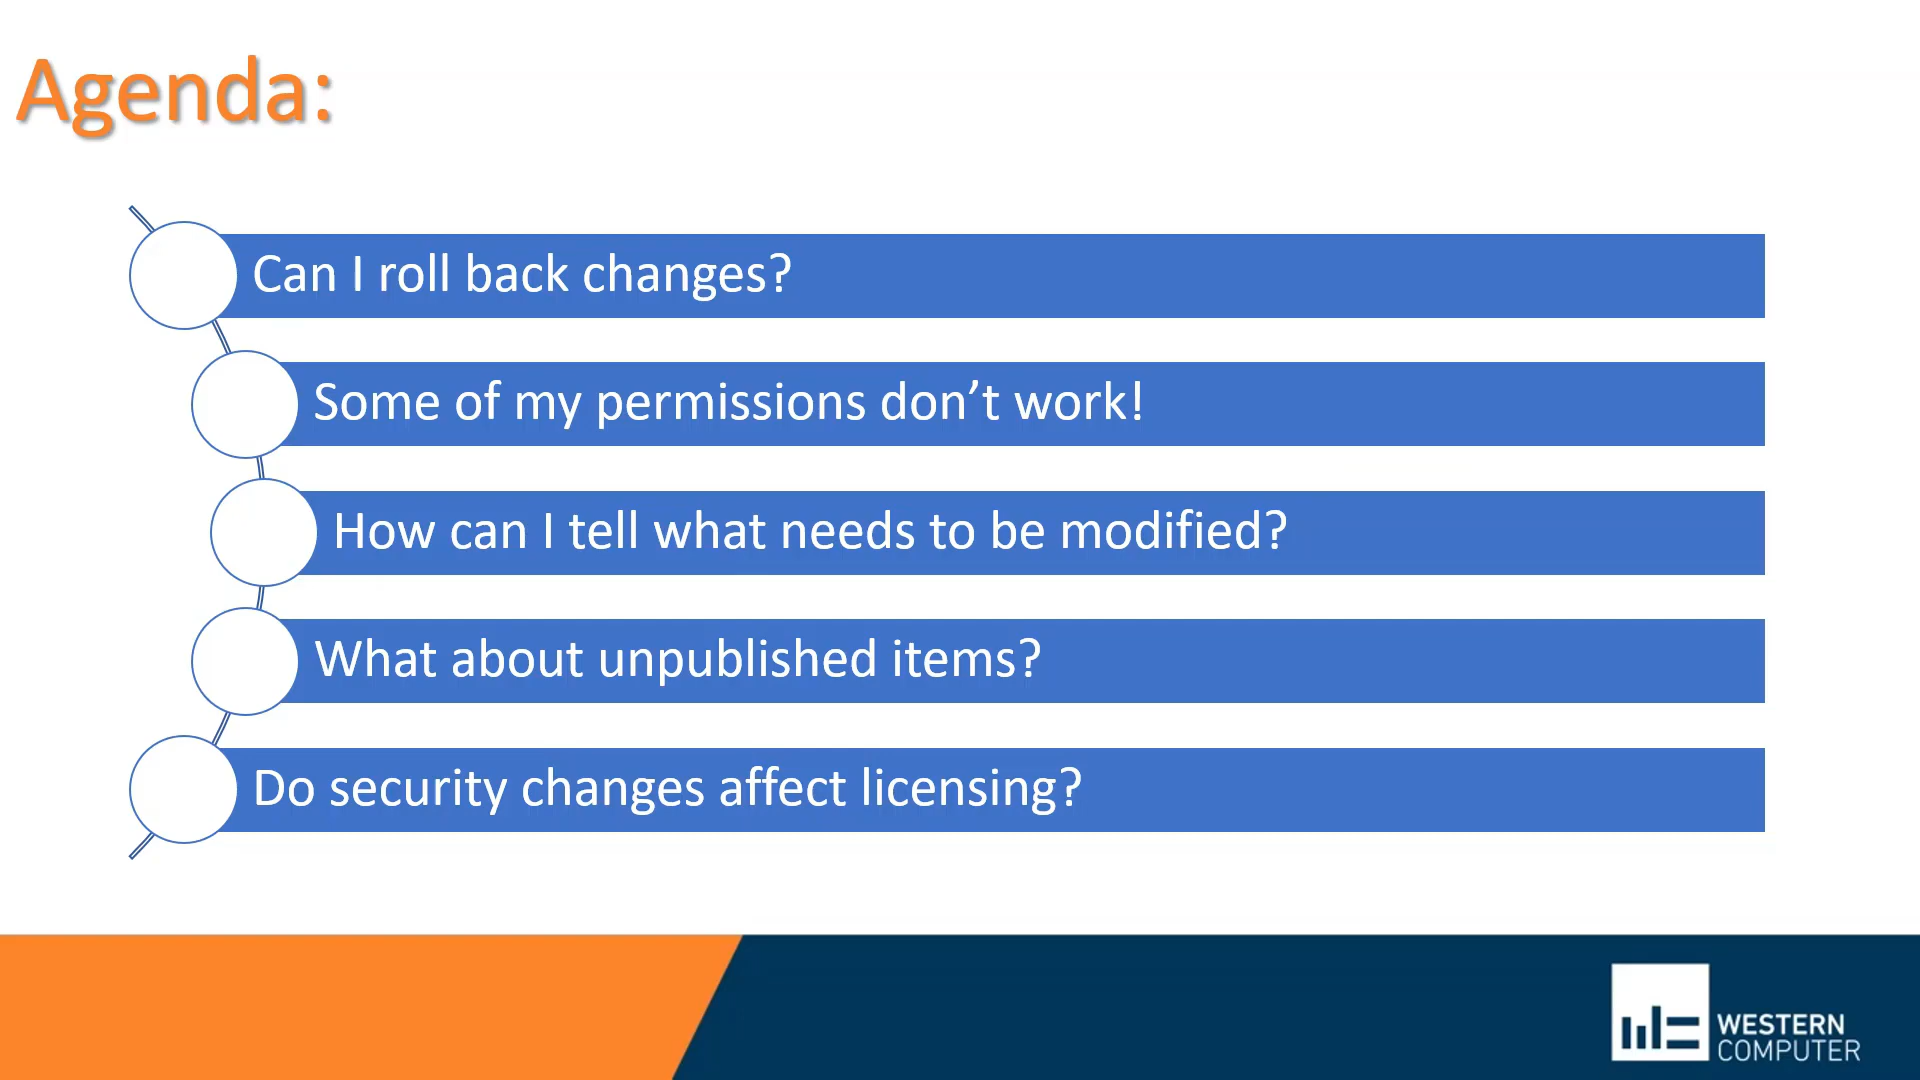 Agenda:
Can I roll back changes?
Some of my permissions don’t work!
How can I tell what needs to be modified?
What about unpublished items?
Do security changes affect licensing?
WESTERN
COMPUTER